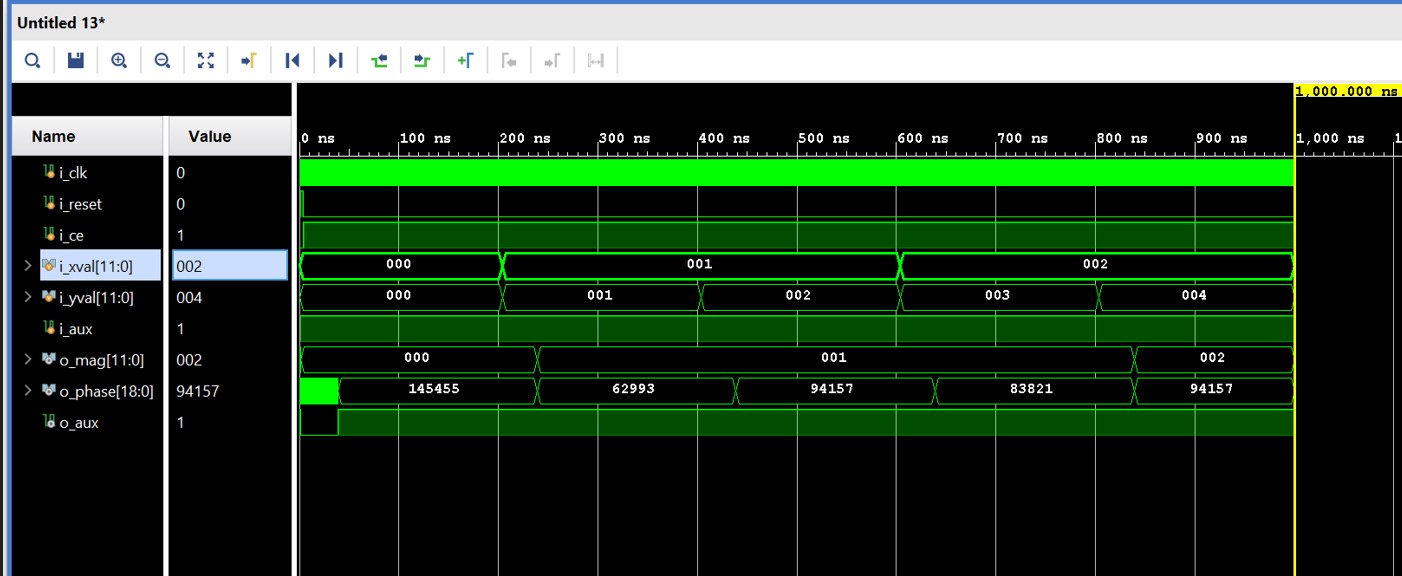 Untitled 13*
1,000.000 ns
Name Value
0 ns 100 ns 200 ns 300 ns 400 ns 500 ns 600 ns 700 ns 800 ns 900 ns 1,000 ns 1
i_clk 0
i_reset 0
i_ce 1
i_xval[11:0] 002 000 001 002
i_yval[11:0] 004 000 001 002 003 004
i_aux 1
o_mag[11:0] 002 000 001 002
o_phase[18:0] 94157 145455 62993 94157 83821 94157
o_aux 1